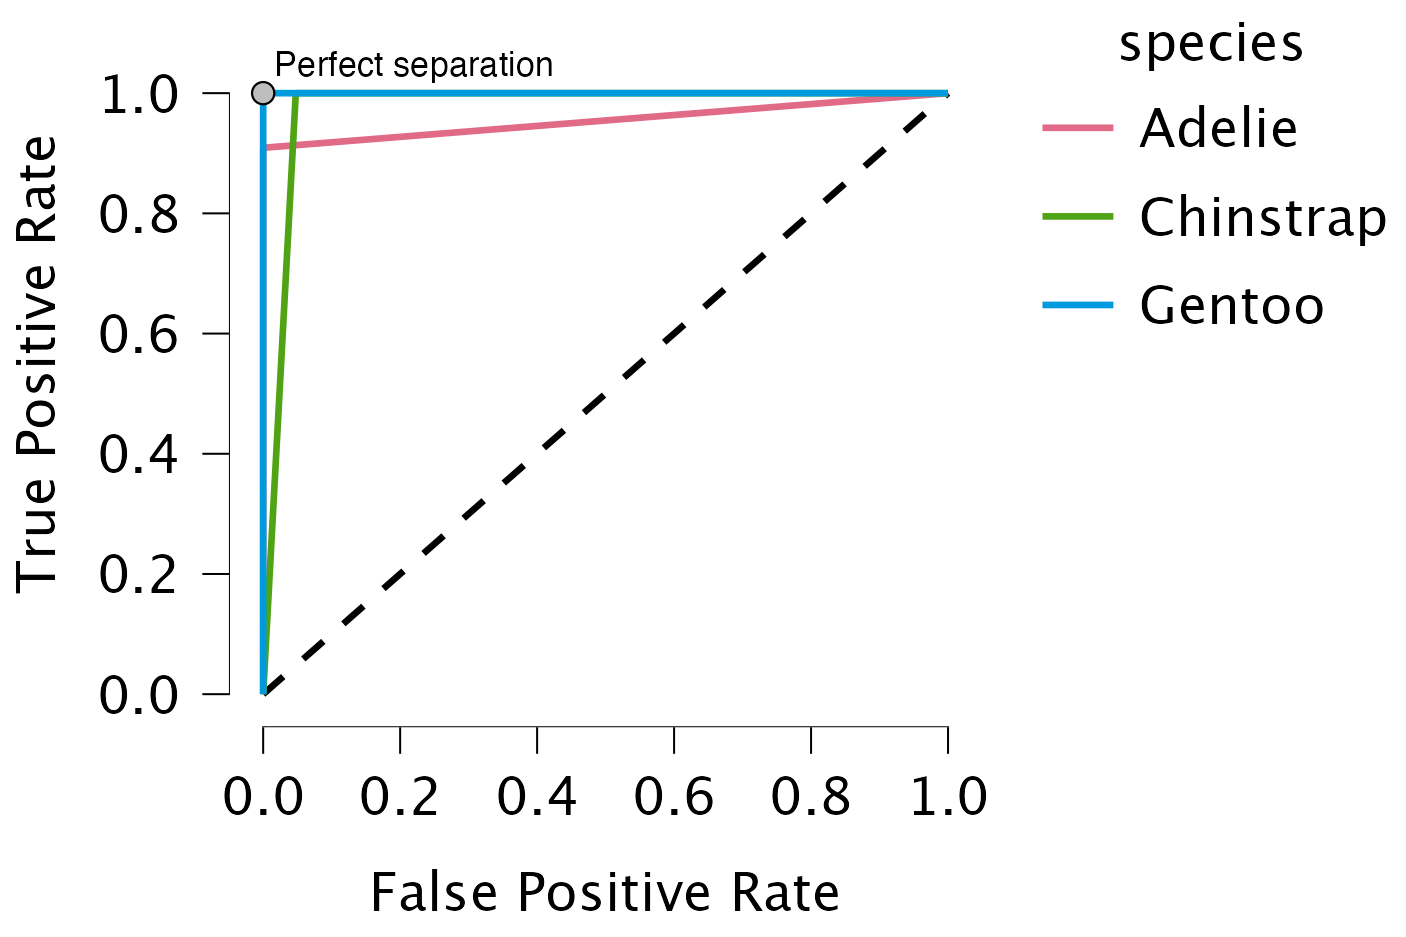 Perfect separation
True Positive Rate
1.0
0.8
0.6
0.4
0.2
0.0
0.0 0.2 0.4 0.6 0.8 1.0
False Positive Rate
species
Adelie
Chinstrap
Gentoo